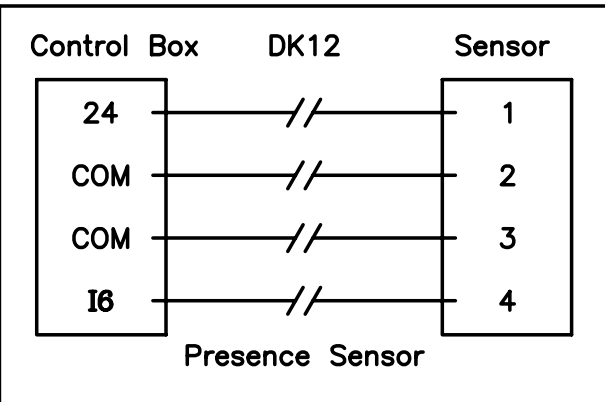 Control Box DK12 Sensor
24 1
COM 2
COM 3
I6 4
Presence Sensor